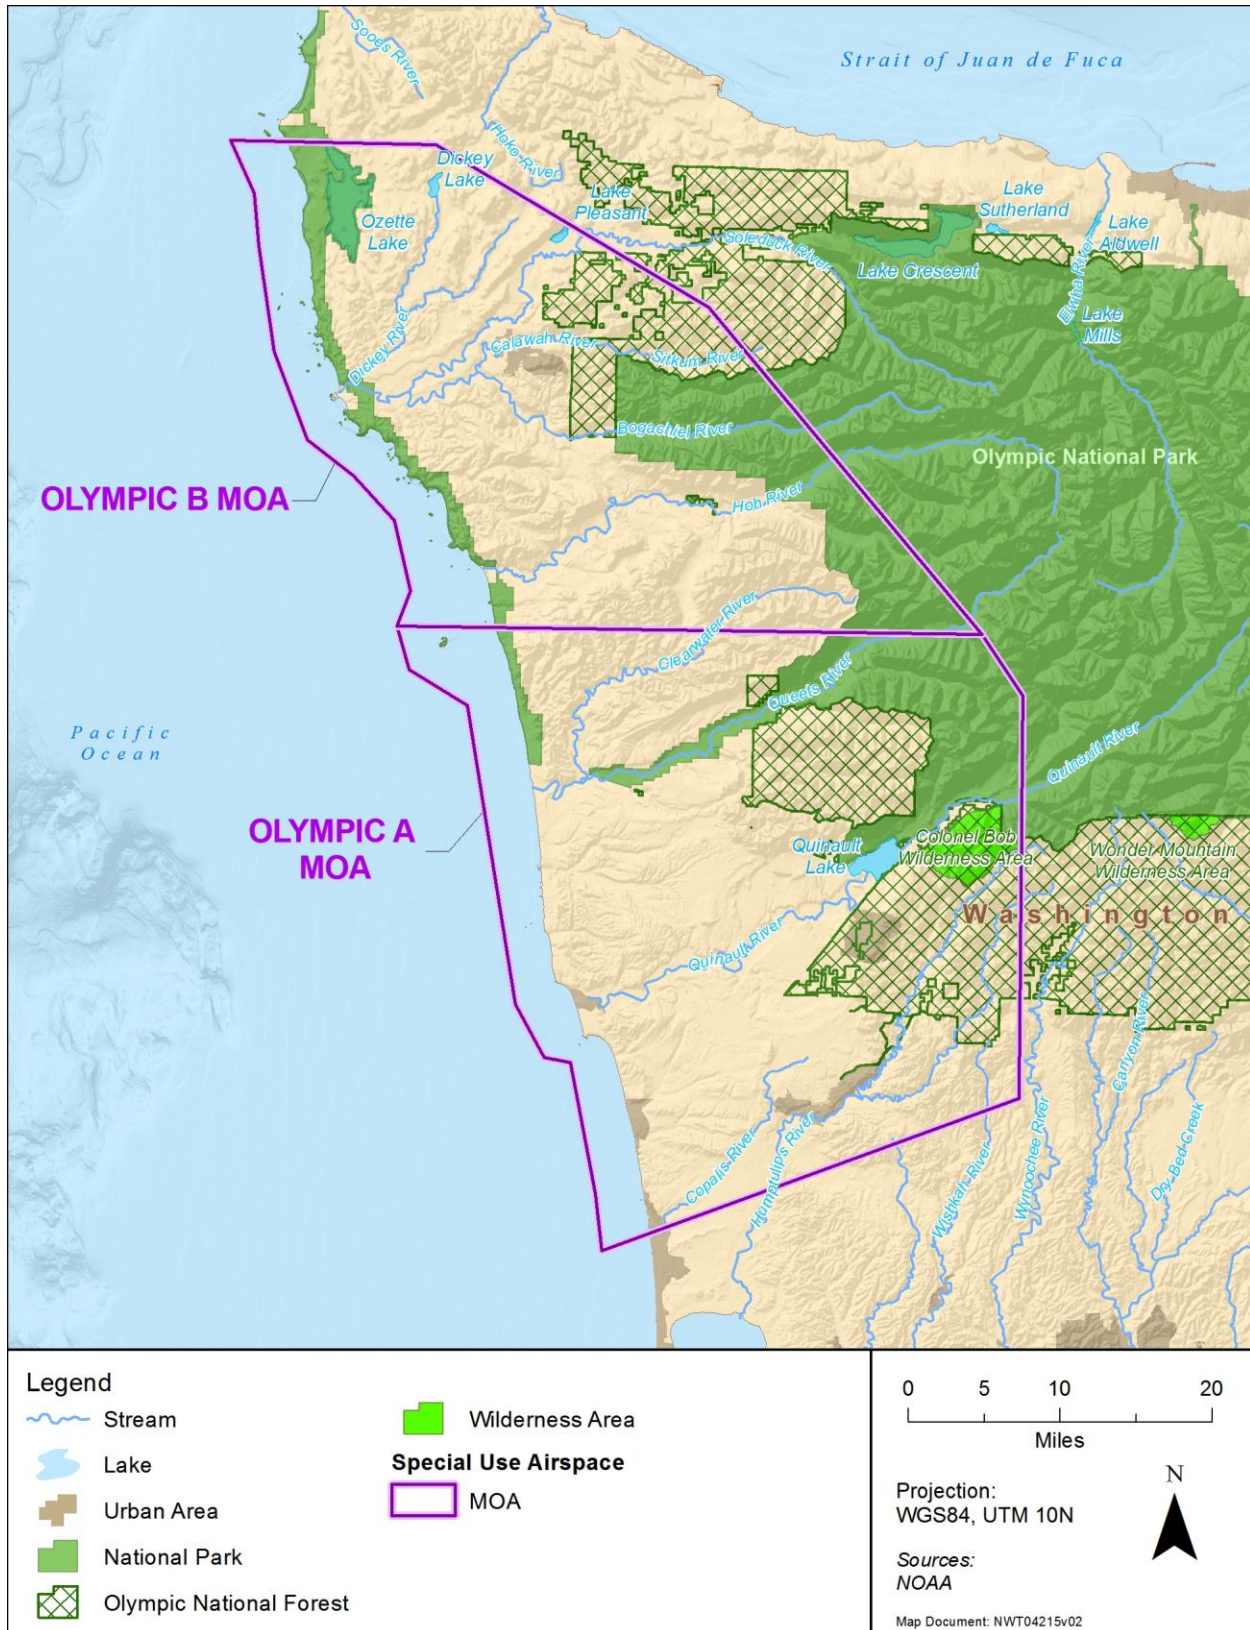 Sooes River
Strait of Juan de Fuca
Hoko River
Dickey
Lake
Lake
Pleasant
Ozette
Lake
Lake
Sutherland
Lake
Aldwell
Soleduck River
Lake Crescent
Elwha River
Lake
Mills
Dickey River
Calawah River
Sitkum River
Bogachiel River
Olympic National Park
OLYMPIC B MOA
Hoh River
Clearwater River
Queets River
Pacific
Ocean
Quinault River
OLYMPIC A
MOA
Quinault
Lake
Colonel Bob
Wilderness Area
Wonder Mountain
Wilderness Area
Washington
Quinault River
Canyon River
Copalis River
Humptulips River
Wishkah River
Wynoochee River
Dry Bed Creek
Legend
Stream
Lake
Urban Area
National Park
Olympic National Forest
Wilderness Area
Special Use Airspace
MOA
0 5 10 20
Miles
N
Projection:
WGS84, UTM 10N
Sources:
NOAA
Map Document: NWT04215v02